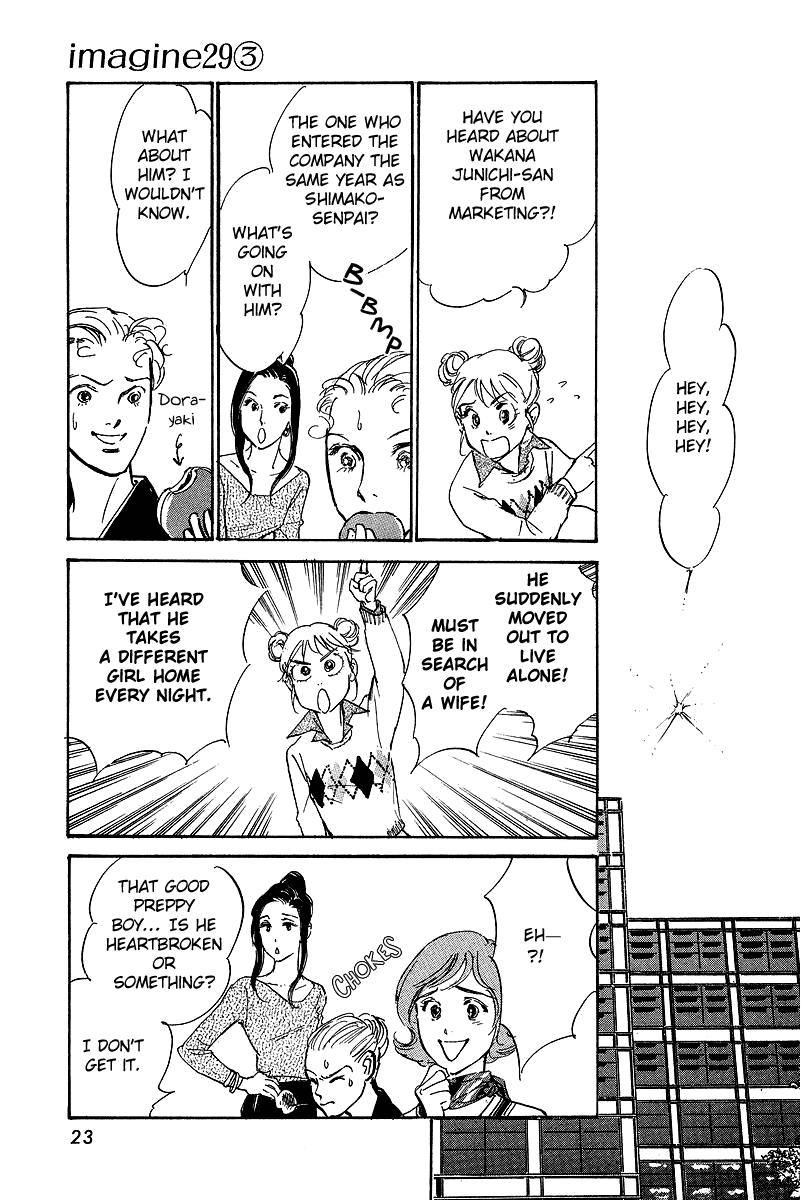 imagine29③
HEY,
HEY,
HEY,
HEY!
HAVE YOU
HEARD ABOUT
WAKANA
JUNICHI-SAN
FROM
MARKETING?!
THE ONE WHO
ENTERED THE
COMPANY THE
SAME YEAR AS
SHIMAKO-
SENPAI?
WHAT'S
GOING
ON
WITH
HIM?
B-BMP
WHAT
ABOUT
HIM? I
WOULDN'T
KNOW.
Dora-
yaki
HE
SUDDENLY
MOVED
OUT TO
LIVE
ALONE!
MUST
BE IN
SEARCH
OF
A WIFE!
I'VE HEARD
THAT HE
TAKES
A DIFFERENT
GIRL HOME
EVERY NIGHT.
EH—
?!
CHOKES
THAT GOOD
PREPPY
BOY... IS HE
HEARTBROKEN
OR
SOMETHING?
I DON'T
GET IT.
23